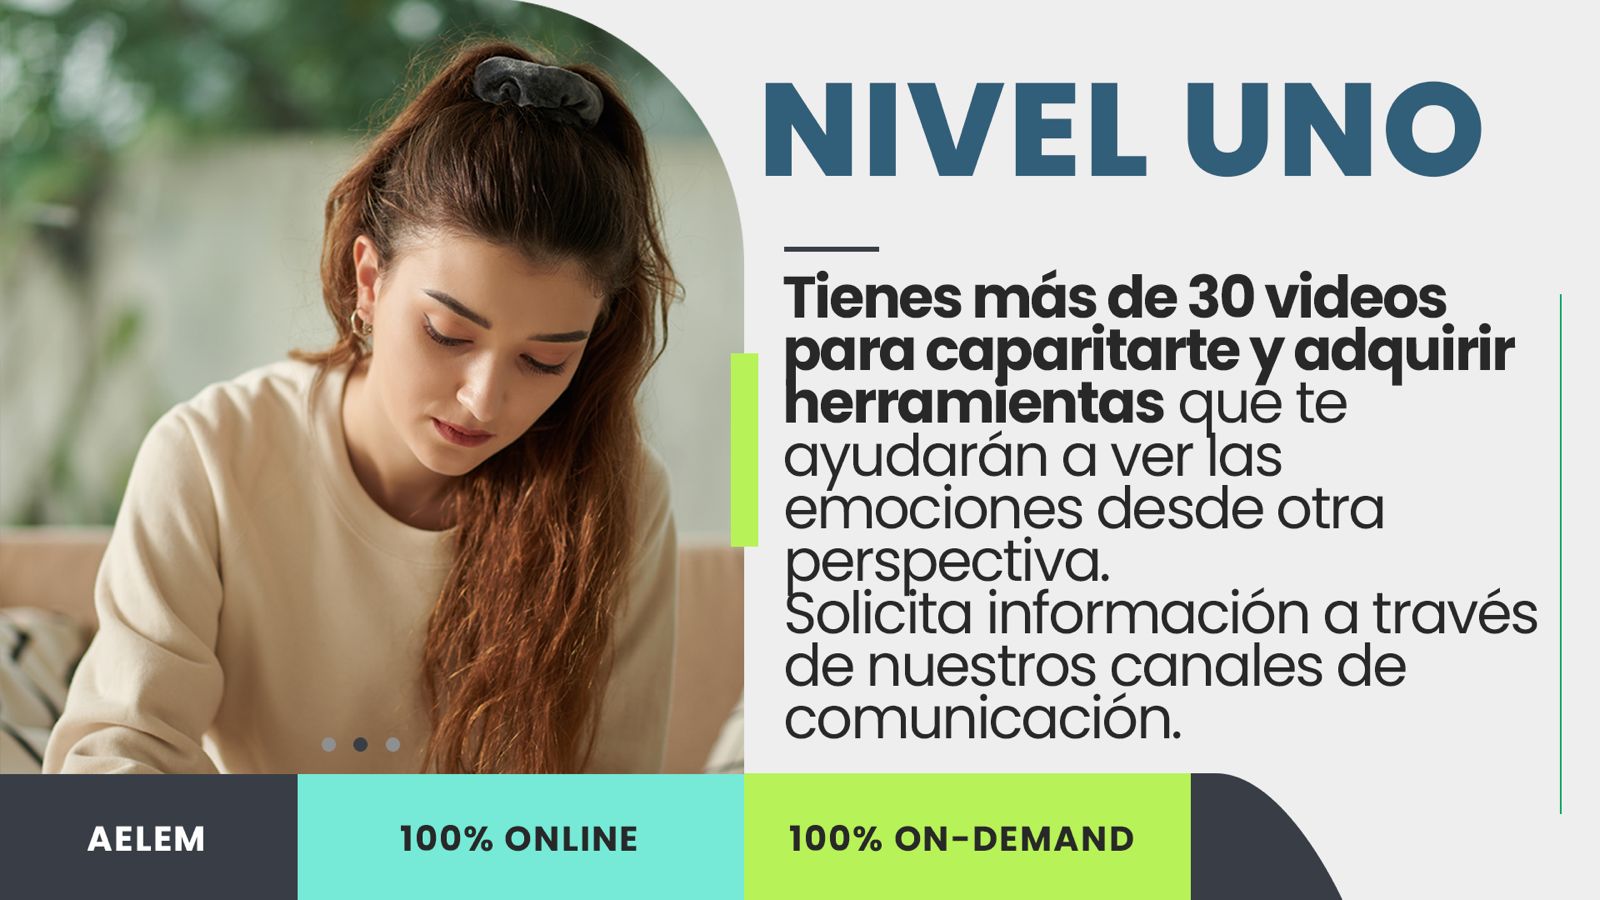 NIVEL UNO
Tienes más de 30 videos
para caparitarte y adquirir
herramientas que te
ayudarán a ver las
emociones desde otra
perspectiva.
Solicita información a través
de nuestros canales de
comunicación.
AELEM
100% ONLINE
100% ON-DEMAND